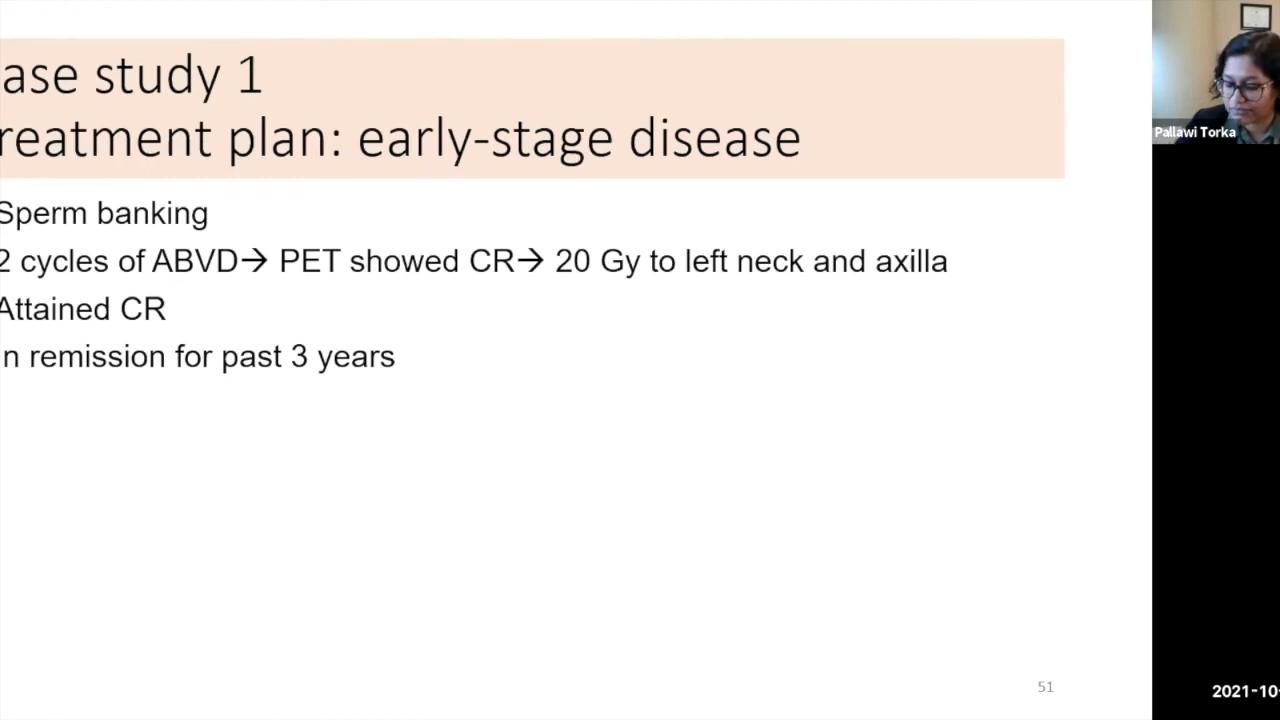 ase study 1
reatment plan: early-stage disease
Sperm banking
2 cycles of ABVD→ PET showed CR→ 20 Gy to left neck and axilla
Attained CR
n remission for past 3 years
51
Pallawi Torka
2021-10-